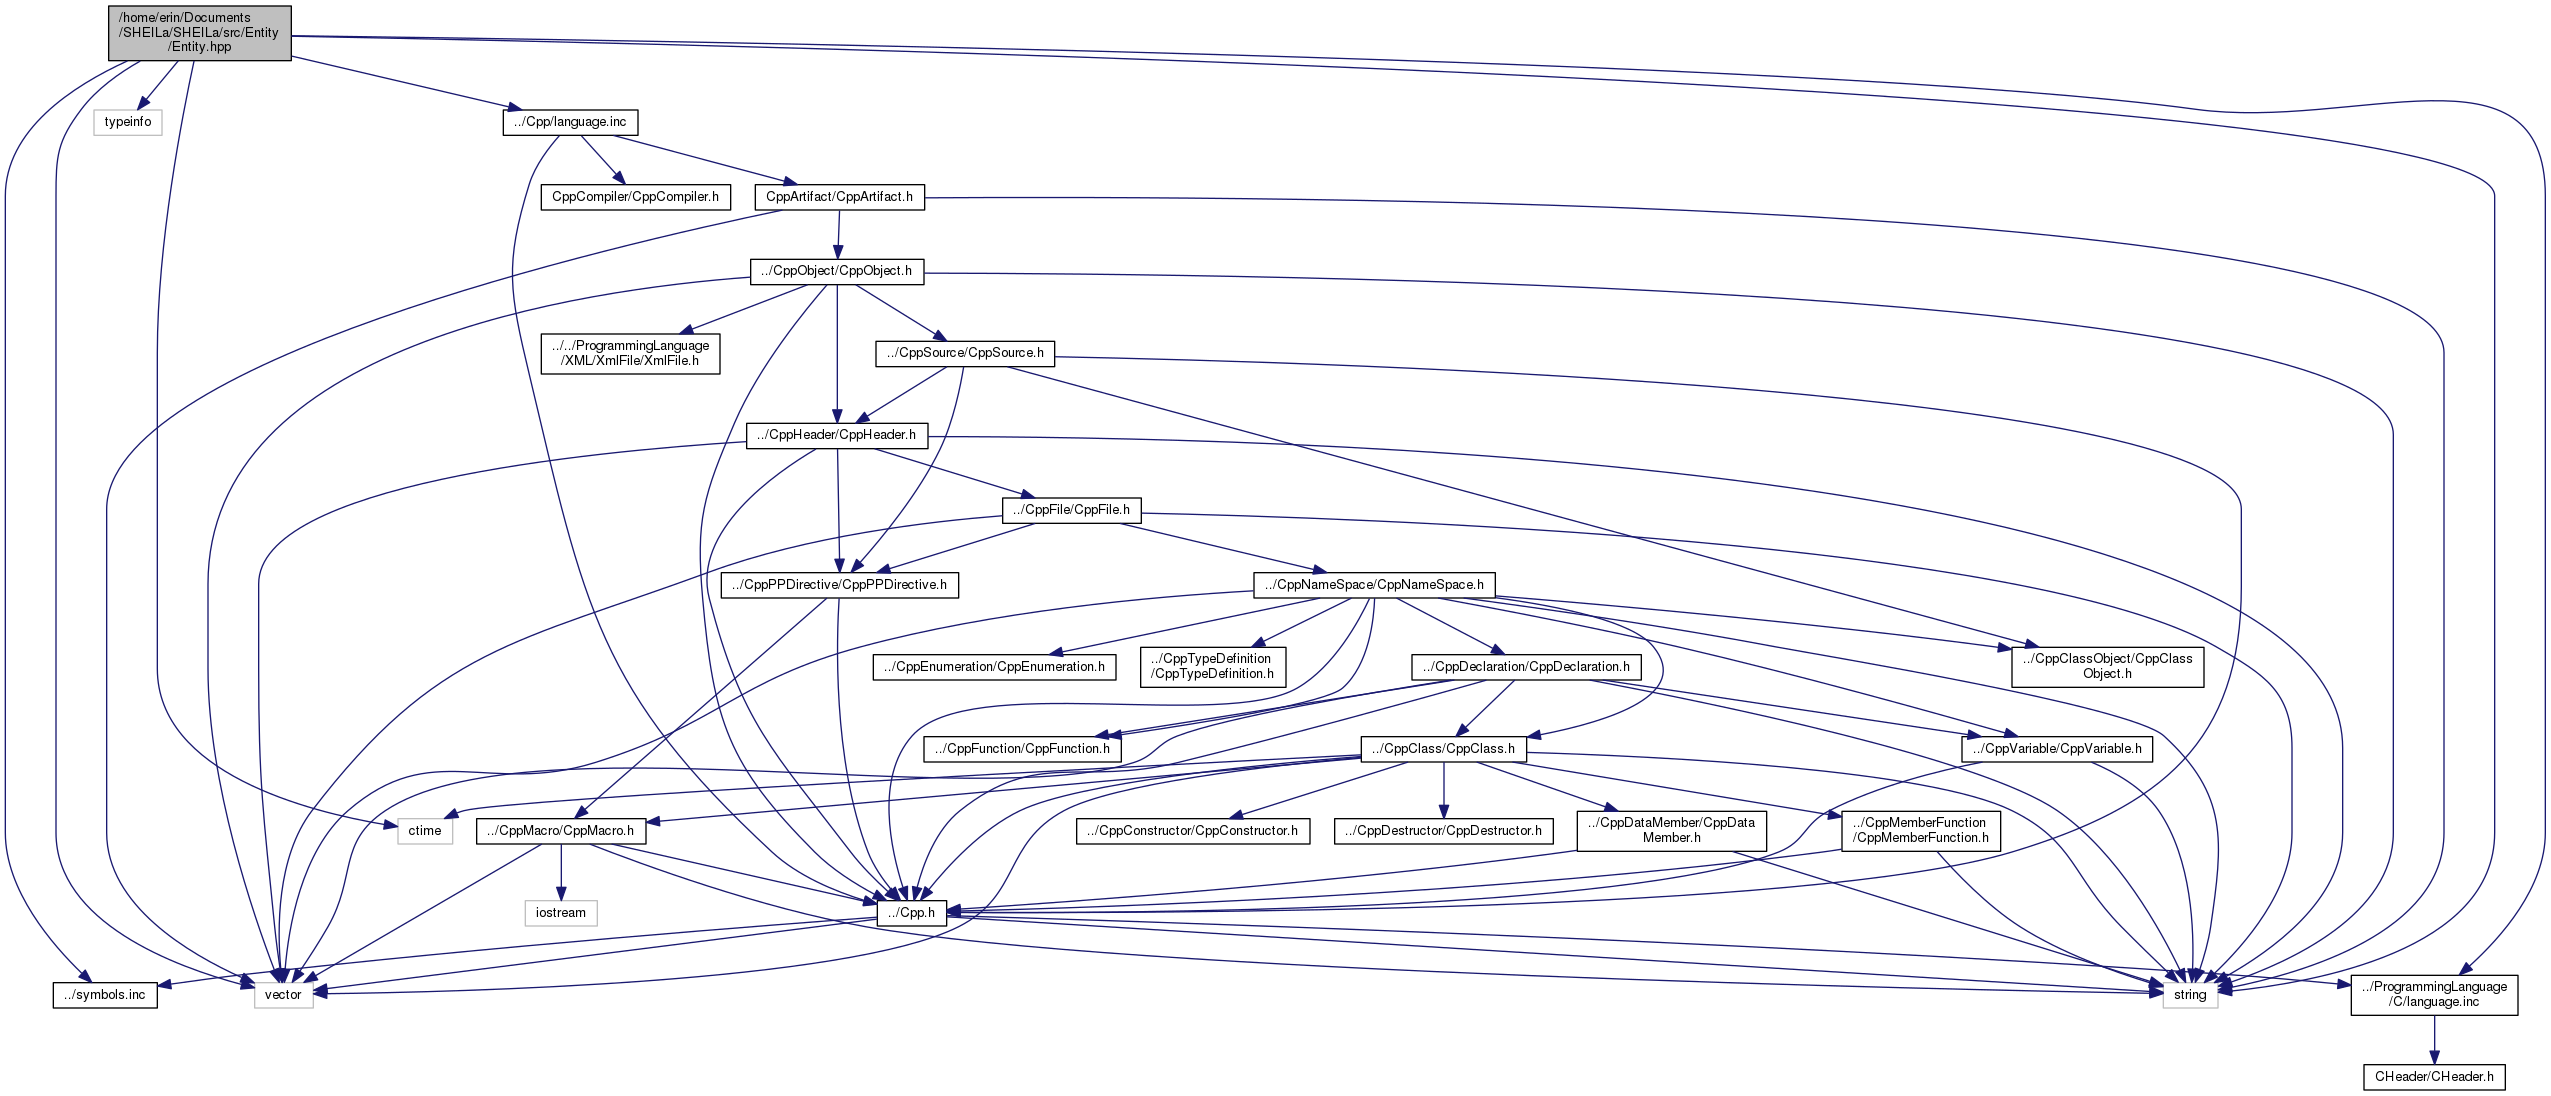 /home/erin/Documents
/SHEILa/SHEILa/src/Entity
/Entity.hpp
typeinfo
../Cpp/language.inc
CppCompiler/CppCompiler.h
CppArtifact/CppArtifact.h
../CppObject/CppObject.h
../../ProgrammingLanguage
/XML/XmlFile/XmlFile.h
../CppSource/CppSource.h
../CppHeader/CppHeader.h
../CppFile/CppFile.h
../CppPPDirective/CppPPDirective.h
../CppNameSpace/CppNameSpace.h
../CppEnumeration/CppEnumeration.h
../CppTypeDefinition
/CppTypeDefinition.h
../CppDeclaration/CppDeclaration.h
../CppClassObject/CppClass
Object.h
../CppFunction/CppFunction.h
../CppClass/CppClass.h
../CppVariable/CppVariable.h
ctime
../CppMacro/CppMacro.h
../CppConstructor/CppConstructor.h
../CppDestructor/CppDestructor.h
../CppDataMember/CppData
Member.h
../CppMemberFunction
/CppMemberFunction.h
iostream
../Cpp.h
../symbols.inc
vector
string
../ProgrammingLanguage
/C/language.inc
CHeader/CHeader.h